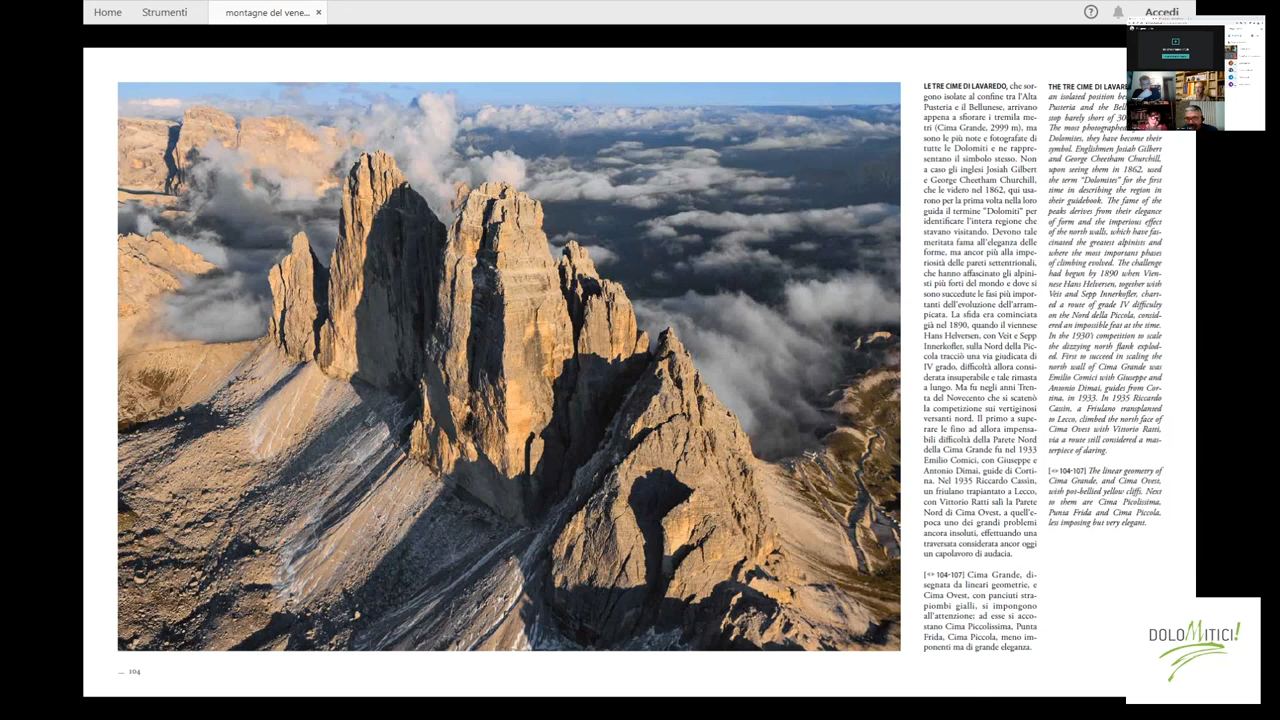 Home
Strumenti
montagne del vene...
×
?
Accedi
LE TRE CIME DI LAVAREDO, che sor-
gono isolate al confine tra l'Alta
Pusteria e il Bellunese, arrivano
appena a sfiorare i tremila me-
tri (Cima Grande, 2999 m), ma
sono le più note e fotografate di
tutte le Dolomiti e ne rappre-
sentano il simbolo stesso. Non
a caso gli inglesi Josiah Gilbert
e George Cheetham Churchill,
che le videro nel 1862, qui usa-
rono per la prima volta nella loro
guida il termine "Dolomiti" per
identificare l'intera regione che
stavano visitando. Devono tale
meritata fama all'eleganza delle
forme, ma ancor più alla impe-
riosità delle pareti settentrionali,
che hanno affascinato gli alpini-
sti più forti del mondo e dove si
sono succedute le fasi più impor-
tanti dell'evoluzione dell'arram-
picata. La sfida era cominciata
già nel 1890, quando il viennese
Hans Helversen, con Veit e Sepp
Innerkofler, sulla Nord della Pic-
cola tracciò una via giudicata di
IV grado, difficoltà allora consi-
derata insuperabile e tale rimasta
a lungo. Ma fu negli anni Tren-
ta del Novecento che si scatenò
la competizione sui vertiginosi
versanti nord. Il primo a supe-
rare le fino ad allora impensa-
bili difficoltà della Parete Nord
della Cima Grande fu nel 1933
Emilio Comici, con Giuseppe e
Antonio Dimai, guide di Corti-
na. Nel 1935 Riccardo Cassin,
un friulano trapiantato a Lecco,
con Vittorio Ratti salì la Parete
Nord di Cima Ovest, a quell'e-
poca uno dei grandi problemi
ancora insoluti, effettuando una
traversata considerata ancor oggi
un capolavoro di audacia.
[<> 104-107] Cima Grande, di-
segnata da lineari geometrie, e
Cima Ovest, con panciuti stra-
piombi gialli, si impongono
all'attenzione: ad esse si acco-
stano Cima Piccolissima, Punta
Frida, Cima Piccola, meno im-
ponenti ma di grande eleganza.
THE TRE CIME DI LAVARED
an isolated position be
Pusteria and the Bell
stop barely short of 30
The most photographed
Dolomites, they have become their
symbol. Englishmen Josiah Gilbert
and George Cheetham Churchill,
upon seeing them in 1862, used
the term "Dolomites" for the first
time in describing the region in
their guidebook. The fame of the
peaks derives from their elegance
of form and the imperious effect
of the north walls, which have fas-
cinated the greatest alpinists and
where the most important phases
of climbing evolved. The challenge
had begun by 1890 when Vien-
nese Hans Helversen, together with
Veit and Sepp Innerkofler, chart-
ed a route of grade IV difficulty
on the Nord della Piccola, consid-
ered an impossible feat at the time.
In the 1930's competition to scale
the dizzying north flank explod-
ed. First to succeed in scaling the
north wall of Cima Grande was
Emilio Comici with Giuseppe and
Antonio Dimai, guides from Cor-
tina, in 1933. In 1935 Riccardo
Cassin, a Friulano transplanted
to Lecco, climbed the north face of
Cima Ovest with Vittorio Ratti,
via a route still considered a mas-
terpiece of daring.
[<> 104-107] The linear geometry of
Cima Grande, and Cima Ovest,
with pot-bellied yellow cliffs. Next
to them are Cima Picolissima,
Punta Frida and Cima Piccola,
less imposing but very elegant.
104
DOLOMITICI!